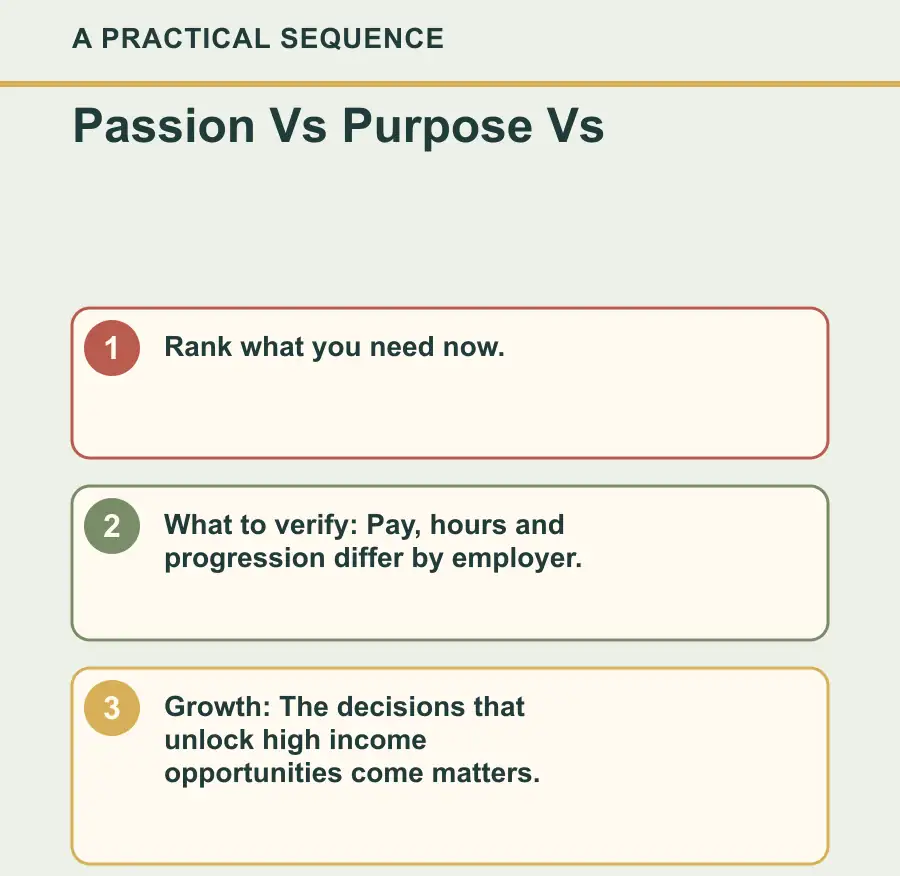 A PRACTICAL SEQUENCE
Passion Vs Purpose Vs
1
Rank what you need now.
2
What to verify: Pay, hours and
progression differ by employer.
3
Growth: The decisions that
unlock high income
opportunities come matters.